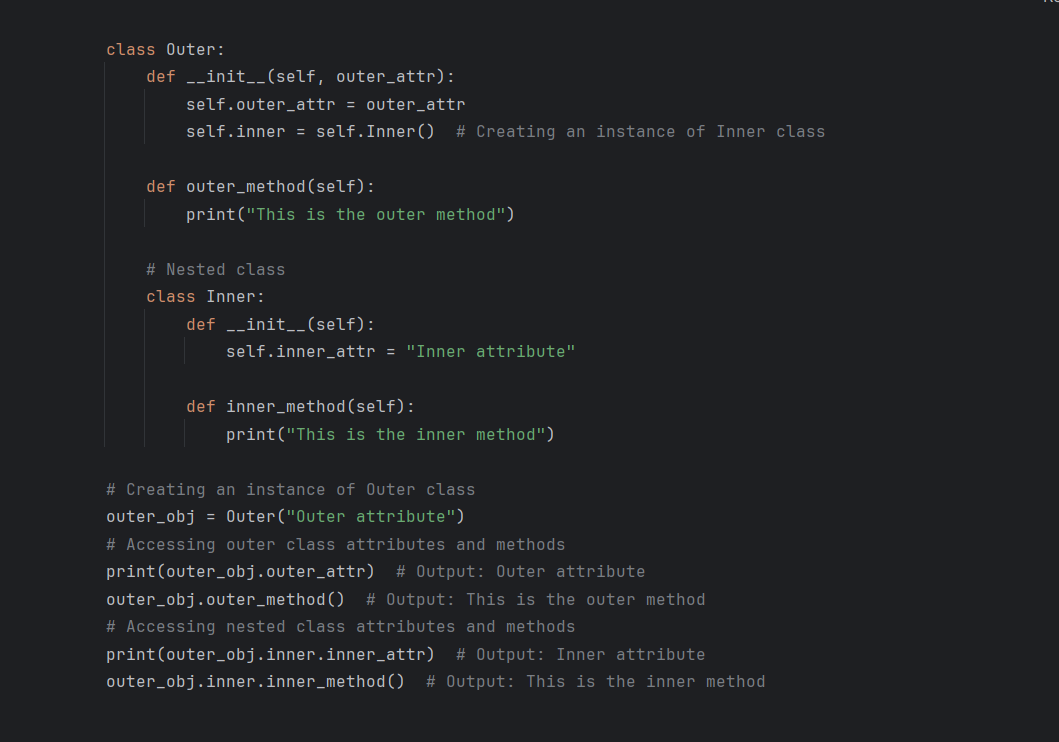 class Outer:
    def __init__(self, outer_attr):
        self.outer_attr = outer_attr
        self.inner = self.Inner()  # Creating an instance of Inner class

    def outer_method(self):
        print("This is the outer method")

    # Nested class
    class Inner:
        def __init__(self):
            self.inner_attr = "Inner attribute"

        def inner_method(self):
            print("This is the inner method")

# Creating an instance of Outer class
outer_obj = Outer("Outer attribute")
# Accessing outer class attributes and methods
print(outer_obj.outer_attr)  # Output: Outer attribute
outer_obj.outer_method()  # Output: This is the outer method
# Accessing nested class attributes and methods
print(outer_obj.inner.inner_attr)  # Output: Inner attribute
outer_obj.inner.inner_method()  # Output: This is the inner method